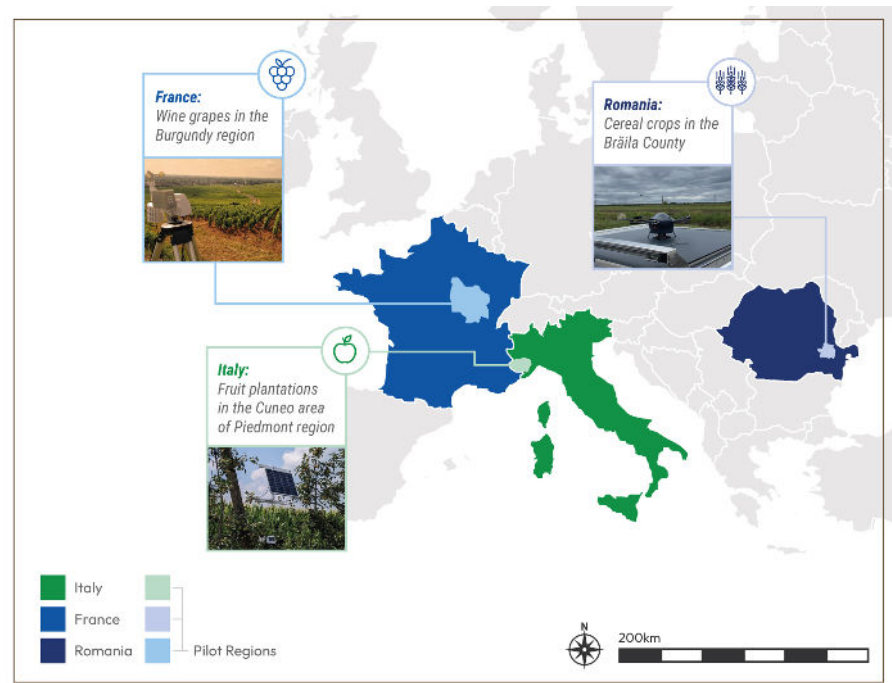 France:
Wine grapes in the
Burgundy region
Romania:
Cereal crops in the
Brăila County
Italy:
Fruit plantations
in the Cuneo area
of Piedmont region
Italy
France
Romania
Pilot Regions
N
200km